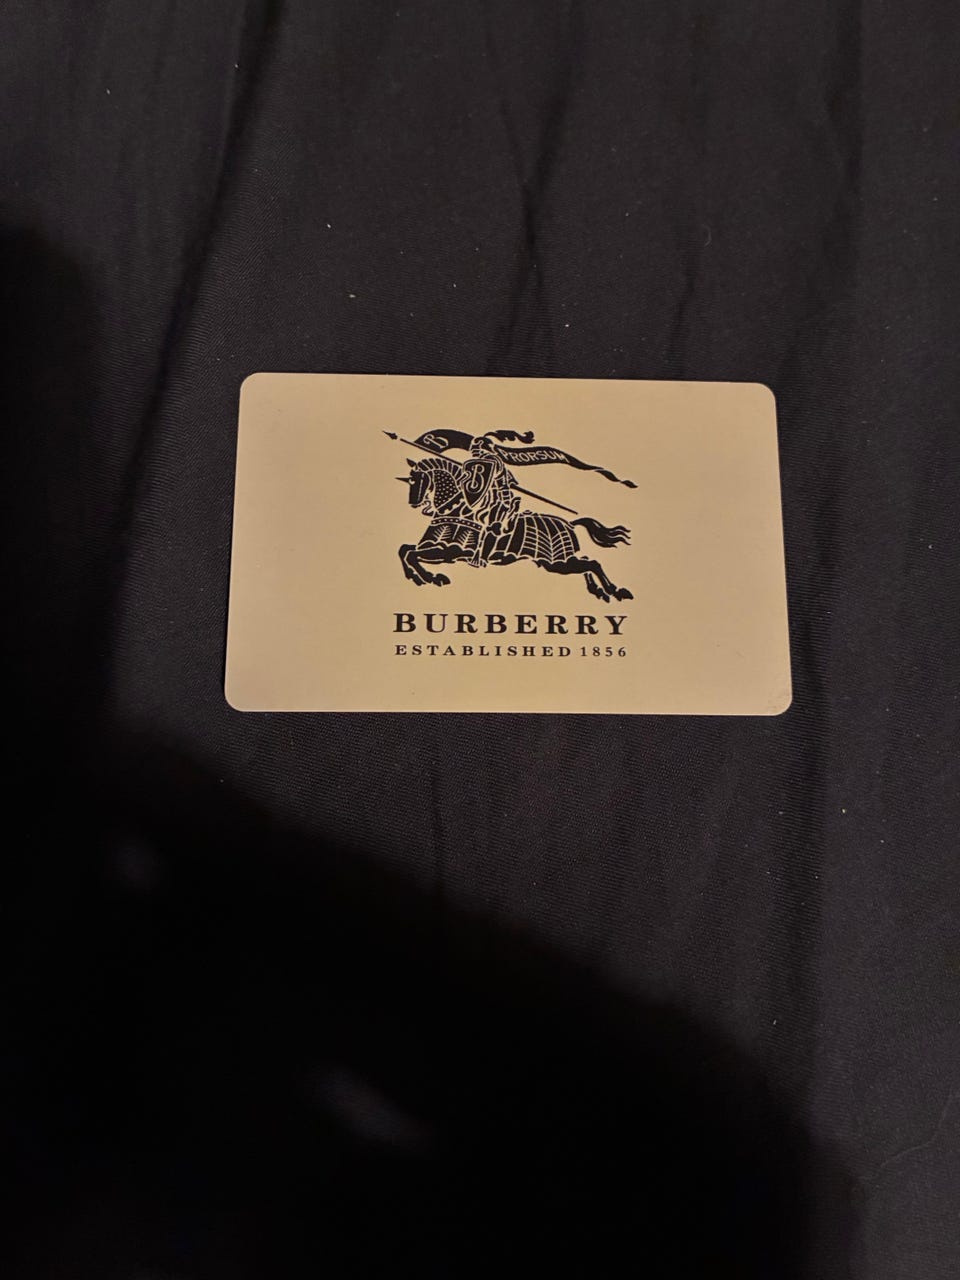 B
PRORSUM
B
BURBERRY
ESTABLISHED 1856